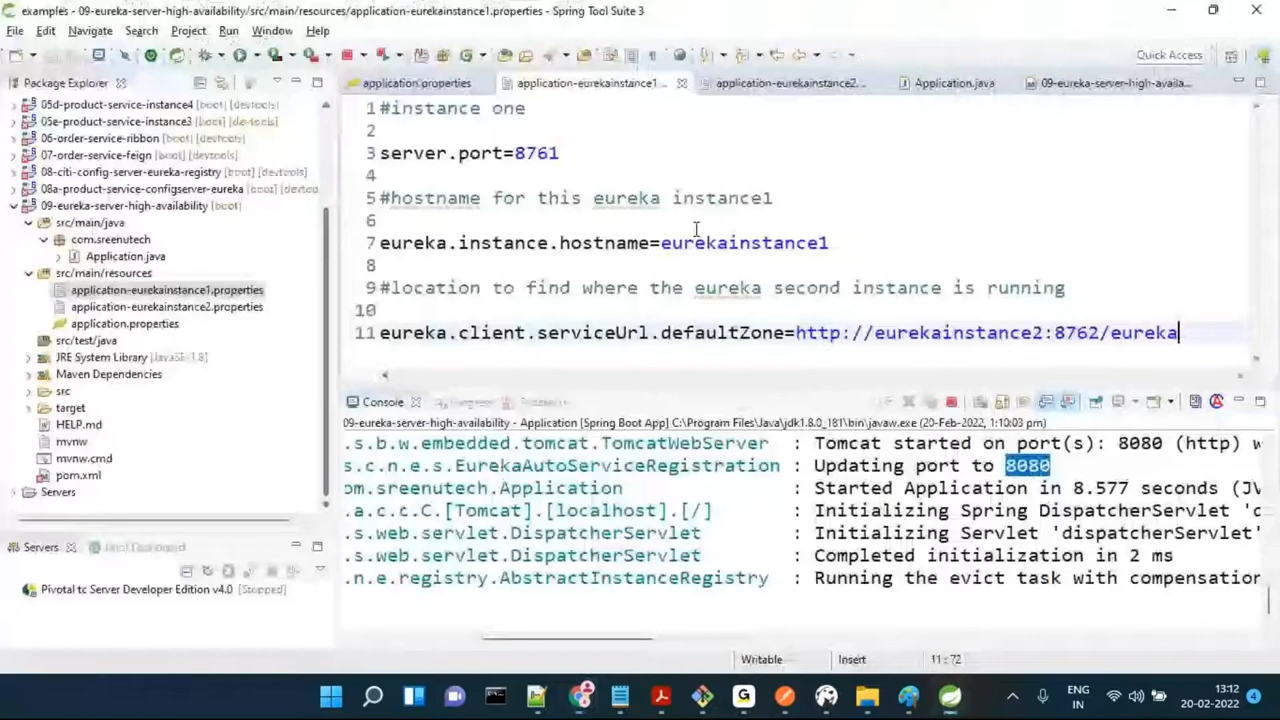 examples - 09-eureka-server-high-availability/src/main/resources/application-eurekainstance1.properties - Spring Tool Suite 3
File Edit Navigate Search Project Run Window Help
Quick Access
Package Explorer
05d-product-service-instance4 [boot] [devtools]
05e-product-service-instance3 [boot] [devtools]
06-order-service-ribbon [boot] [devtools]
07-order-service-feign [boot] [devtools]
08-citi-config-server-eureka-registry [boot] [devtools]
08a-product-service-configserver-eureka [boot] [devtoo
09-eureka-server-high-availability [boot]
src/main/java
com.sreenutech
Application.java
src/main/resources
application-eurekainstance1.properties
application-eurekainstance2.properties
application.properties
src/test/java
JRE System Library [JavaSE-1.8]
Maven Dependencies
src
target
HELP.md
mvnw
mvnw.cmd
pom.xml
Servers
Servers
Pivotal tc Server Developer Edition v4.0 [Stopped]
application.properties application-eurekainstance1... application-eurekainstance2... Application.java 09-eureka-server-high-availa...
1 #instance one
2
3 server.port=8761
4
5 #hostname for this eureka instance1
6
7 eureka.instance.hostname=eurekainstance1
8
9 #location to find where the eureka second instance is running
10
11 eureka.client.serviceUrl.defaultZone=http://eurekainstance2:8762/eureka
Console Progress Problems
09-eureka-server-high-availability - Application [Spring Boot App] C:\Program Files\Java\jdk1.8.0_181\bin\javaw.exe (20-Feb-2022, 1:10:03 pm)
.s.b.w.embedded.tomcat.TomcatWebServer : Tomcat started on port(s): 8080 (http) w
s.c.n.e.s.EurekaAutoServiceRegistration : Updating port to 8080
om.sreenutech.Application : Started Application in 8.577 seconds (JV
.a.c.c.C.[Tomcat].[localhost].[/] : Initializing Spring DispatcherServlet 'd
.s.web.servlet.DispatcherServlet : Initializing Servlet 'dispatcherServlet'
.s.web.servlet.DispatcherServlet : Completed initialization in 2 ms
.n.e.registry.AbstractInstanceRegistry : Running the evict task with compensation
Writable Insert 11 : 72
ENG
IN
13:12
20-02-2022
4